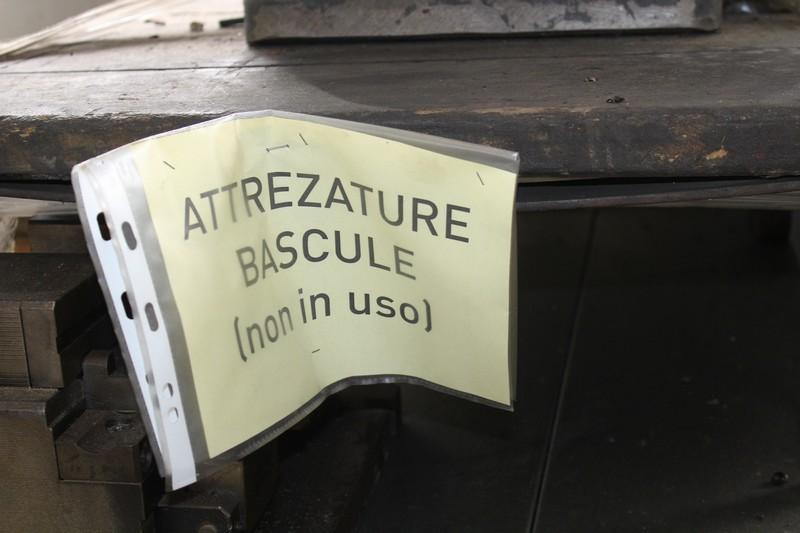 ATTREZATURE
BASCULE
(non in uso)